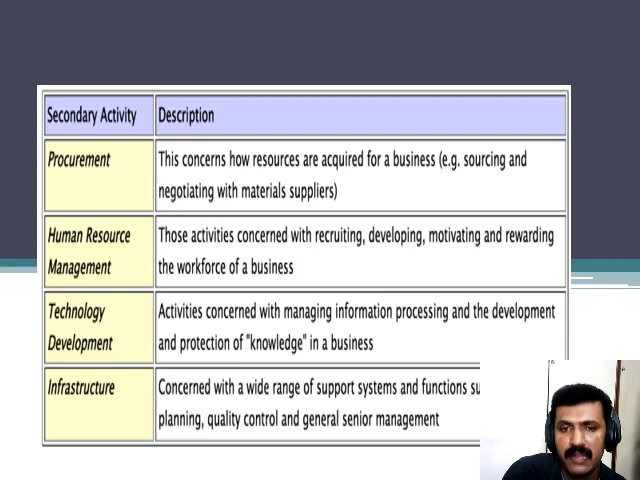 Secondary Activity Description
Procurement This concerns how resources are acquired for a business (e.g. sourcing and
negotiating with materials suppliers)
Human Resource Those activities concerned with recruiting, developing, motivating and rewarding
Management the workforce of a business
Technology Activities concerned with managing information processing and the development
Development and protection of "knowledge" in a business
Infrastructure Concerned with a wide range of support systems and functions
planning, quality control and general senior management